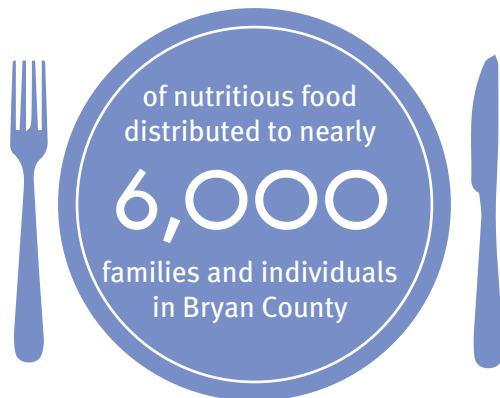 of nutritious food
distributed to nearly
6,000
families and individuals
in Bryan County